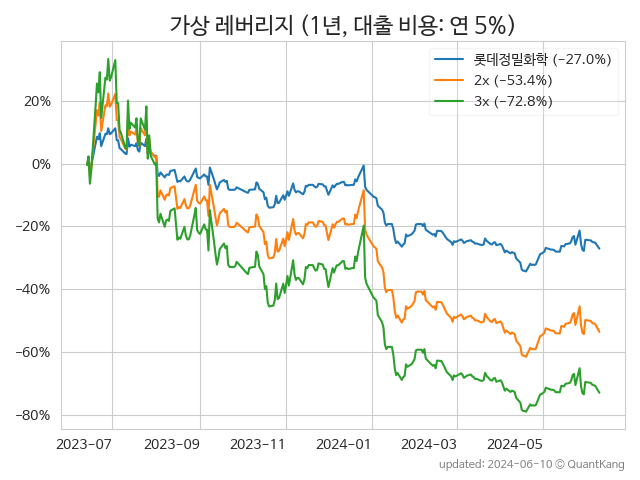 가상 레버리지 (1년, 대출 비용: 연 5%)
롯데정밀화학 (−27.0%)
2x (−53.4%)
3x (−72.8%)
20%
0%
−20%
−40%
−60%
−80%
2023-07 2023-09 2023-11 2024-01 2024-03 2024-05
updated: 2024-06-10 © QuantKang